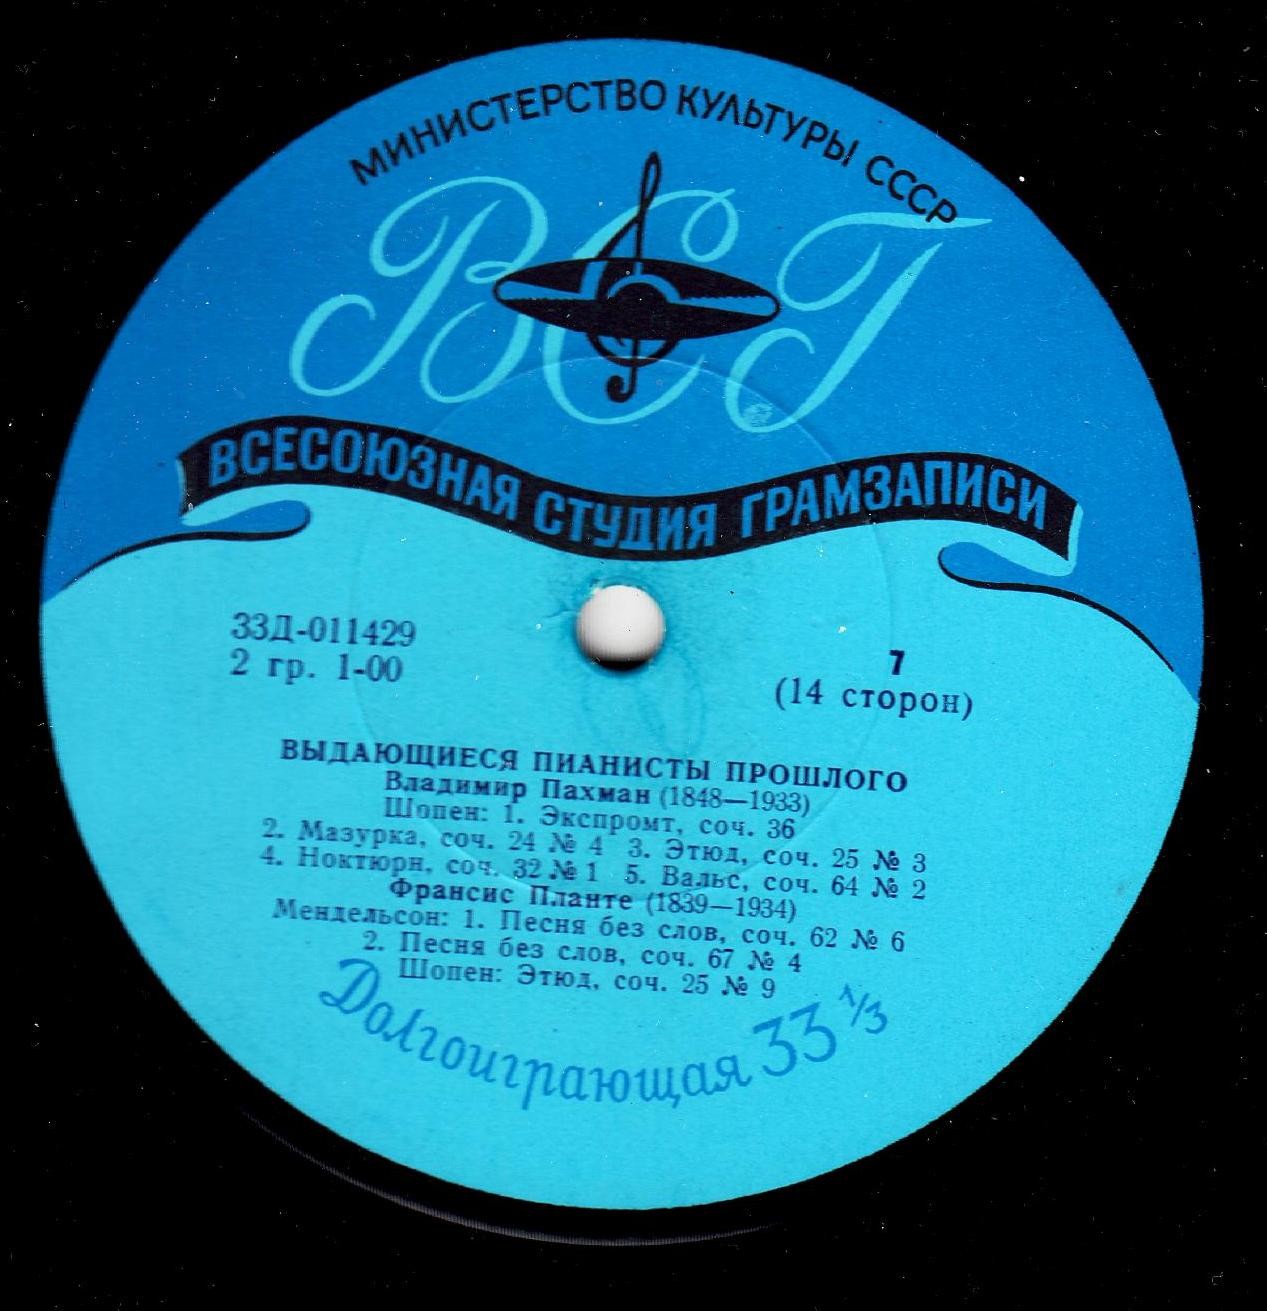 МИНИСТЕРСТВО КУЛЬТУРЫ СССР
ВСГ
ВСЕСОЮЗНАЯ СТУДИЯ ГРАМЗАПИСИ
33Д-011429
2 гр. 1-00
7
(14 сторон)
ВЫДАЮЩИЕСЯ ПИАНИСТЫ ПРОШЛОГО
Владимир Пахман (1848—1933)
Шопен: 1. Экспромт, соч. 36
2. Мазурка, соч. 24 № 4 3. Этюд, соч. 25 № 3
4. Ноктюрн, соч. 32 № 1 5. Вальс, соч. 64 № 2
Франсис Планте (1839—1934)
Мендельсон: 1. Песня без слов, соч. 62 № 6
2. Песня без слов, соч. 67 № 4
Шопен: Этюд, соч. 25 № 9
Долгоиграющая 33 1/3